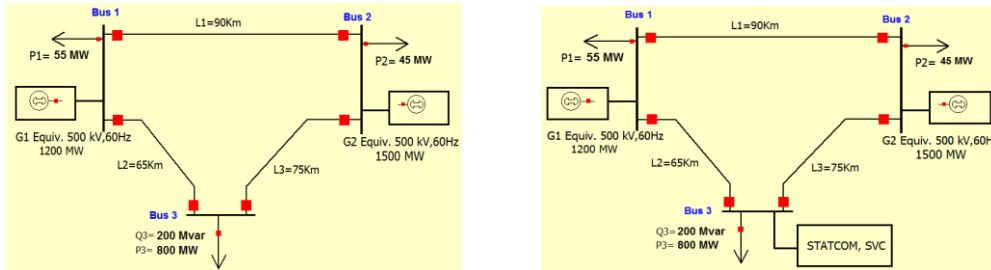 Bus 1
Bus 2
L1=90Km
P1= 55 MW
P2= 45 MW
G1 Equiv. 500 kV,60Hz
1200 MW
G2 Equiv. 500 kV,60Hz
1500 MW
L2=65Km
L3=75Km
Bus 3
Q3= 200 Mvar
P3= 800 MW
Bus 1
Bus 2
L1=90Km
P1= 55 MW
P2= 45 MW
G1 Equiv. 500 kV,60Hz
1200 MW
G2 Equiv. 500 kV,60H
1500 MW
L2=65Km
L3=75Km
Bus 3
Q3= 200 Mvar
P3= 800 MW
STATCOM, SVC